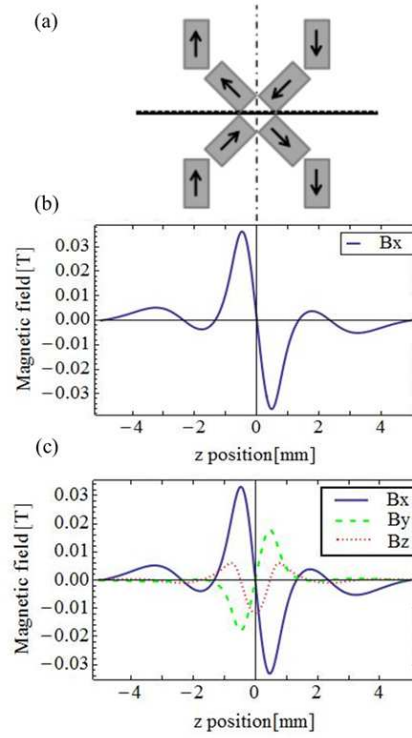 (a)
(b)
Magnetic field[T]
0.03
0.02
0.01
0.00
−0.01
−0.02
−0.03
Bx
−4
−2
0
2
4
z position[mm]
(c)
Magnetic field[T]
0.03
0.02
0.01
0.00
−0.01
−0.02
−0.03
Bx
By
Bz
−4
−2
0
2
4
z position[mm]